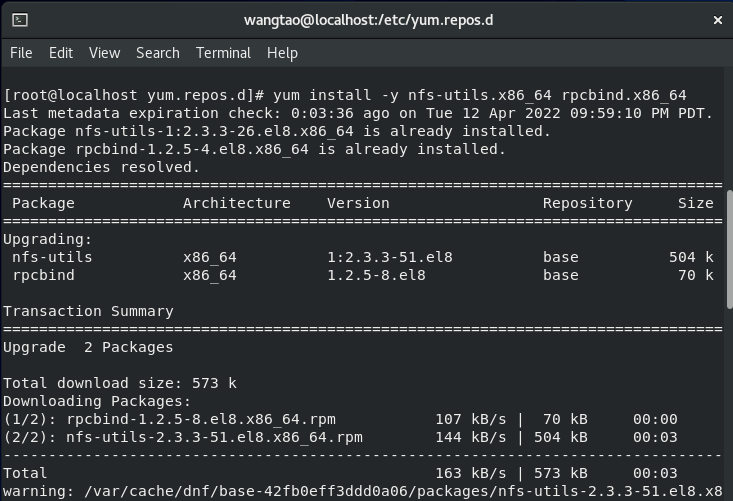 wangtao@localhost:/etc/yum.repos.d
File Edit View Search Terminal Help
[root@localhost yum.repos.d]# yum install -y nfs-utils.x86_64 rpcbind.x86_64
Last metadata expiration check: 0:03:36 ago on Tue 12 Apr 2022 09:59:10 PM PDT.
Package nfs-utils-1:2.3.3-26.el8.x86_64 is already installed.
Package rpcbind-1.2.5-4.el8.x86_64 is already installed.
Dependencies resolved.
================================================================================
Package Architecture Version Repository Size
================================================================================
Upgrading:
nfs-utils x86_64 1:2.3.3-51.el8 base 504 k
rpcbind x86_64 1.2.5-8.el8 base 70 k
Transaction Summary
================================================================================
Upgrade 2 Packages
Total download size: 573 k
Downloading Packages:
(1/2): rpcbind-1.2.5-8.el8.x86_64.rpm 107 kB/s | 70 kB 00:00
(2/2): nfs-utils-2.3.3-51.el8.x86_64.rpm 144 kB/s | 504 kB 00:03
--------------------------------------------------------------------------------
Total 163 kB/s | 573 kB 00:03
warning: /var/cache/dnf/base-42fb0eff3ddd0a06/packages/nfs-utils-2.3.3-51.el8.x8